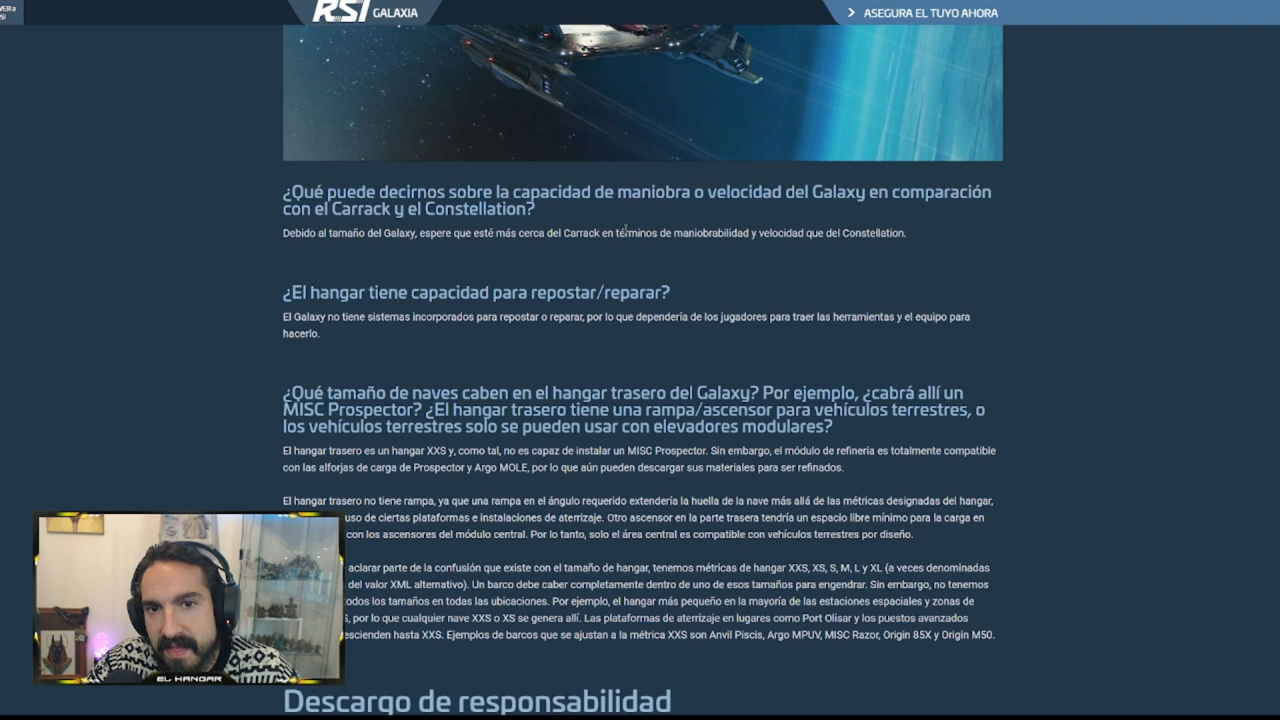 VER a
RSI GALAXIA
ASEGURA EL TUYO AHORA
¿Qué puede decirnos sobre la capacidad de maniobra o velocidad del Galaxy en comparación
con el Carrack y el Constellation?
Debido al tamaño del Galaxy, espere que esté más cerca del Carrack en términos de maniobrabilidad y velocidad que del Constellation.
¿El hangar tiene capacidad para repostar/reparar?
El Galaxy no tiene sistemas incorporados para repostar o reparar, por lo que dependería de los jugadores para traer las herramientas y el equipo para
hacerlo.
¿Qué tamaño de naves caben en el hangar trasero del Galaxy? Por ejemplo, ¿cabrá allí un
MISC Prospector? ¿El hangar trasero tiene una rampa/ascensor para vehículos terrestres, o
los vehículos terrestres solo se pueden usar con elevadores modulares?
El hangar trasero es un hangar XXS y, como tal, no es capaz de instalar un MISC Prospector. Sin embargo, el módulo de refinería es totalmente compatible
con las alforjas de carga de Prospector y Argo MOLE, por lo que aún pueden descargar sus materiales para ser refinados.
El hangar trasero no tiene rampa, ya que una rampa en el ángulo requerido extendería la huella de la nave más allá de las métricas designadas del hangar,
uso de ciertas plataformas e instalaciones de aterrizaje. Otro ascensor en la parte trasera tendría un espacio libre mínimo para la carga en
con los ascensores del módulo central. Por lo tanto, solo el área central es compatible con vehículos terrestres por diseño.
aclarar parte de la confusión que existe con el tamaño de hangar, tenemos métricas de hangar XXS, XS, S, M, L y XL (a veces denominadas
del valor XML alternativo). Un barco debe caber completamente dentro de uno de esos tamaños para engendrar. Sin embargo, no tenemos
todos los tamaños en todas las ubicaciones. Por ejemplo, el hangar más pequeño en la mayoría de las estaciones espaciales y zonas de
S, por lo que cualquier nave XXS o XS se genera allí. Las plataformas de aterrizaje en lugares como Port Olisar y los puestos avanzados
escienden hasta XXS. Ejemplos de barcos que se ajustan a la métrica XXS son Anvil Piscis, Argo MPUV, MISC Razor, Origin 85X y Origin M50.
EL HANGAR
Descargo de responsabilidad